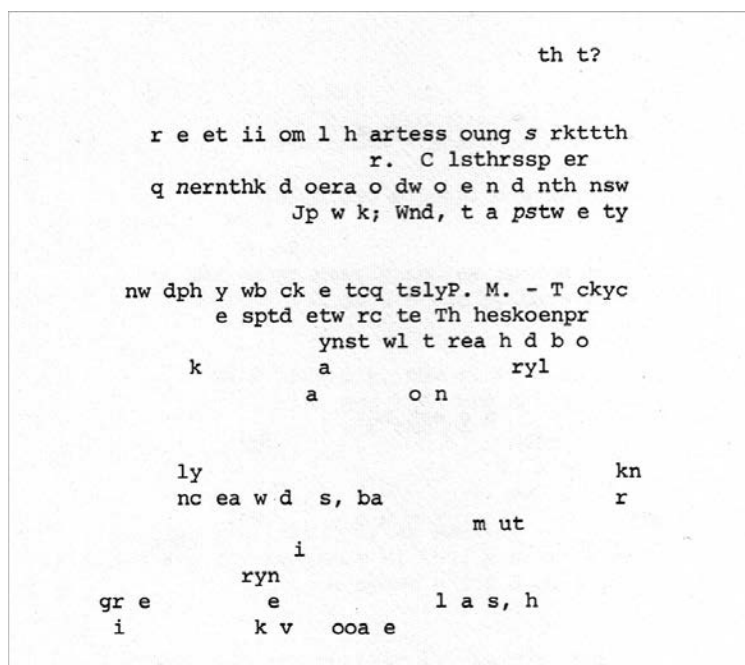 th t?
r e et ii om l h artess oung s rkttth
r. C lsthrssp er
q nernthk d oera o dw o e n d nth nsw
Jp w k; Wnd, t a pstw e ty
nw dph y wb ck e tcq tslyP. M. - T ckyc
e sptd etw rc te Th heskoenpr
ynst wl t rea h d b o
k a ryl
a o n
ly kn
nc ea w d s, ba r
m ut
i
ryn
gr e e l a s, h
i k v ooa e